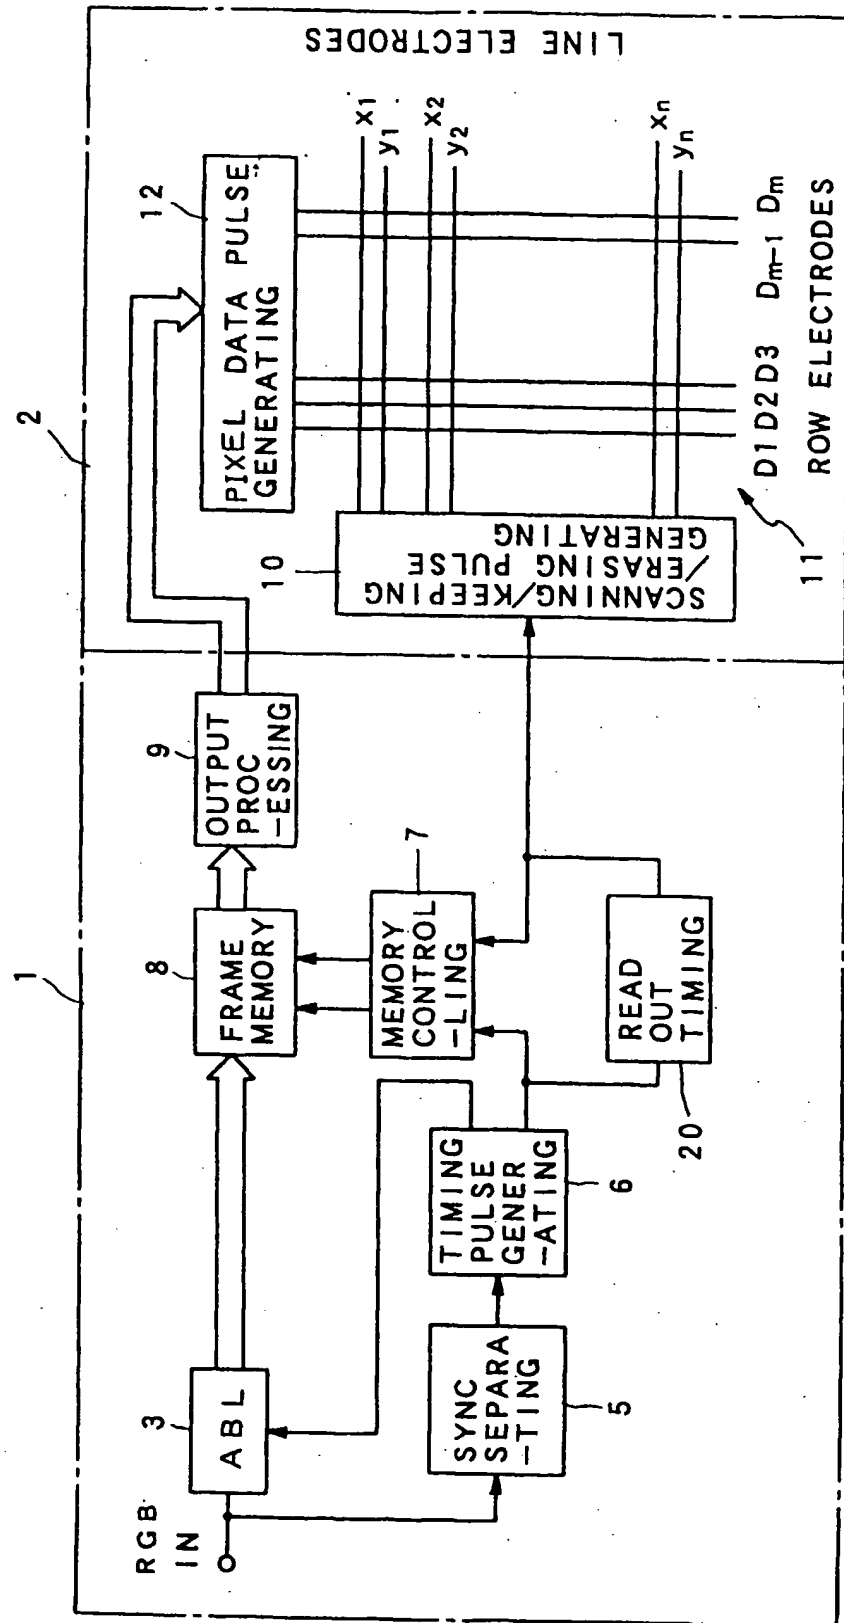 1
2
RGB
IN
3
ABL
8
FRAME
MEMORY
9
OUTPUT
PROC
-ESSING
12
PIXEL DATA PULSE
GENERATING
5
SYNC
SEPARA
-TING
6
TIMING
PULSE
GENER
-ATING
7
MEMORY
CONTROL
-LING
20
READ
OUT
TIMING
10
SCANNING/KEEPING
/ERASING PULSE
GENERATING
x1
y1
x2
y2
xn
yn
LINE ELECTRODES
D1 D2 D3 Dm-1 Dm
ROW ELECTRODES
11